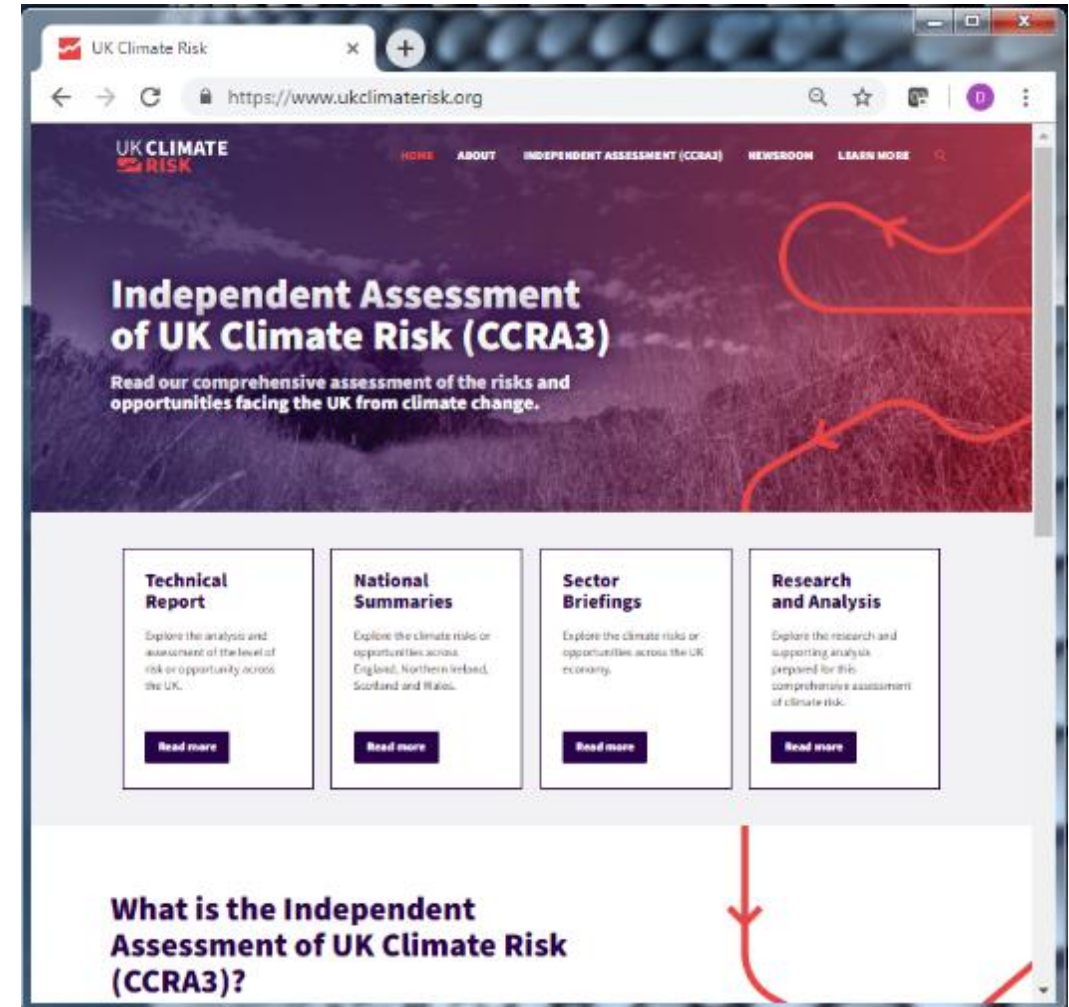 UK Climate Risk
https://www.ukclimaterisk.org
D
UK CLIMATE
RISK
HOME ABOUT INDEPENDENT ASSESSMENT (CCRA3) NEWSROOM LEARN MORE
Independent Assessment
of UK Climate Risk (CCRA3)
Read our comprehensive assessment of the risks and
opportunities facing the UK from climate change.
Technical
Report
Explore the analysis and
assessment of the level of
risk or opportunity across
the UK.
Read more
National
Summaries
Explore the climate risks or
opportunities across
England, Northern Ireland,
Scotland and Wales.
Read more
Sector
Briefings
Explore the climate risks or
opportunities across the UK
economy.
Read more
Research
and Analysis
Explore the research and
supporting analysis
prepared for this
comprehensive assessment
of climate risk.
Read more
What is the Independent
Assessment of UK Climate Risk
(CCRA3)?